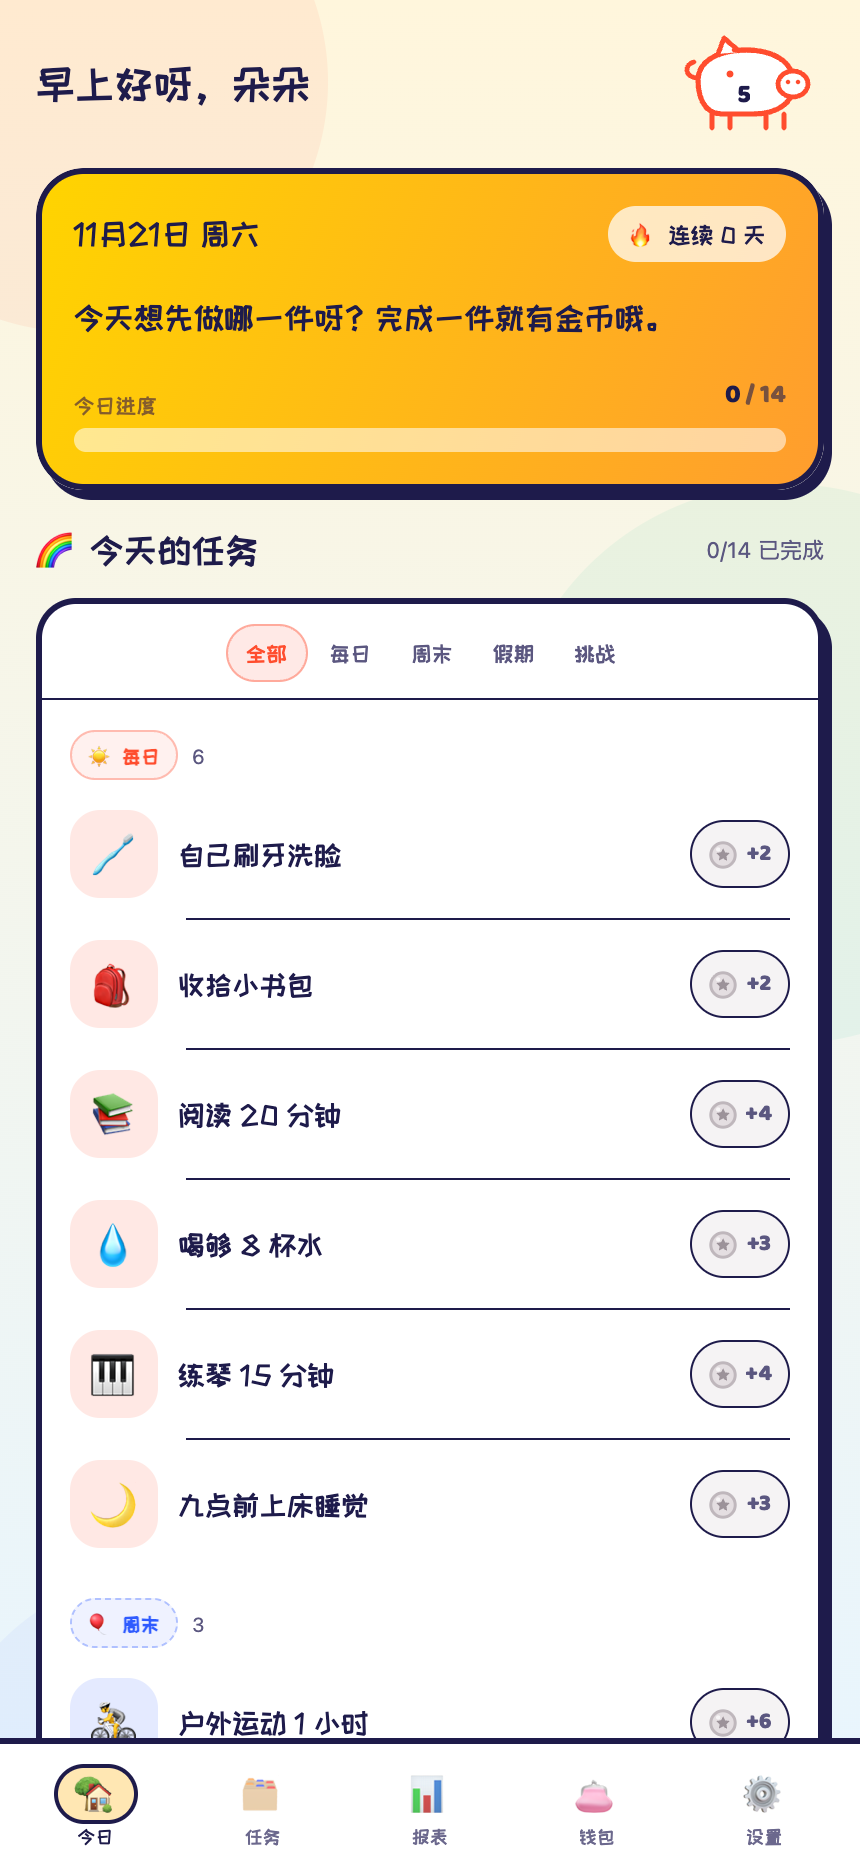 早上好呀，朵朵
5
11月21日 周六
连续 0 天
今天想先做哪一件呀？完成一件就有金币哦。
今日进度
0/14
今天的任务
0/14 已完成
全部 每日 周末 假期 挑战
每日 6
自己刷牙洗脸 +2
收拾小书包 +2
阅读 20 分钟 +4
喝够 8 杯水 +3
练琴 15 分钟 +4
九点前上床睡觉 +3
周末 3
户外运动 1 小时 +6
今日 任务 报表 钱包 设置